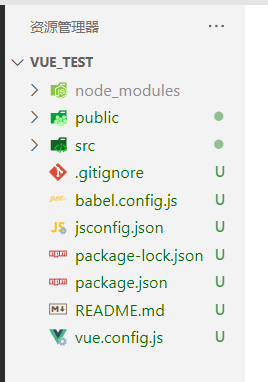 资源管理器 ···
VUE_TEST
node_modules
public
src
.gitignore U
babel.config.js U
jsconfig.json U
package-lock.json U
package.json U
README.md U
vue.config.js U